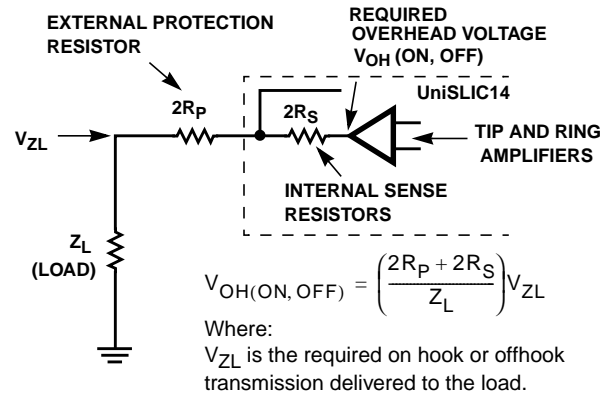 EXTERNAL PROTECTION
RESISTOR
REQUIRED
OVERHEAD VOLTAGE
VOH (ON, OFF)
UniSLIC14
2RP
2RS
VZL
TIP AND RING
AMPLIFIERS
INTERNAL SENSE
RESISTORS
ZL
(LOAD)
VOH(ON, OFF) = ((2RP + 2RS) / ZL) VZL
Where:
VZL is the required on hook or offhook
transmission delivered to the load.